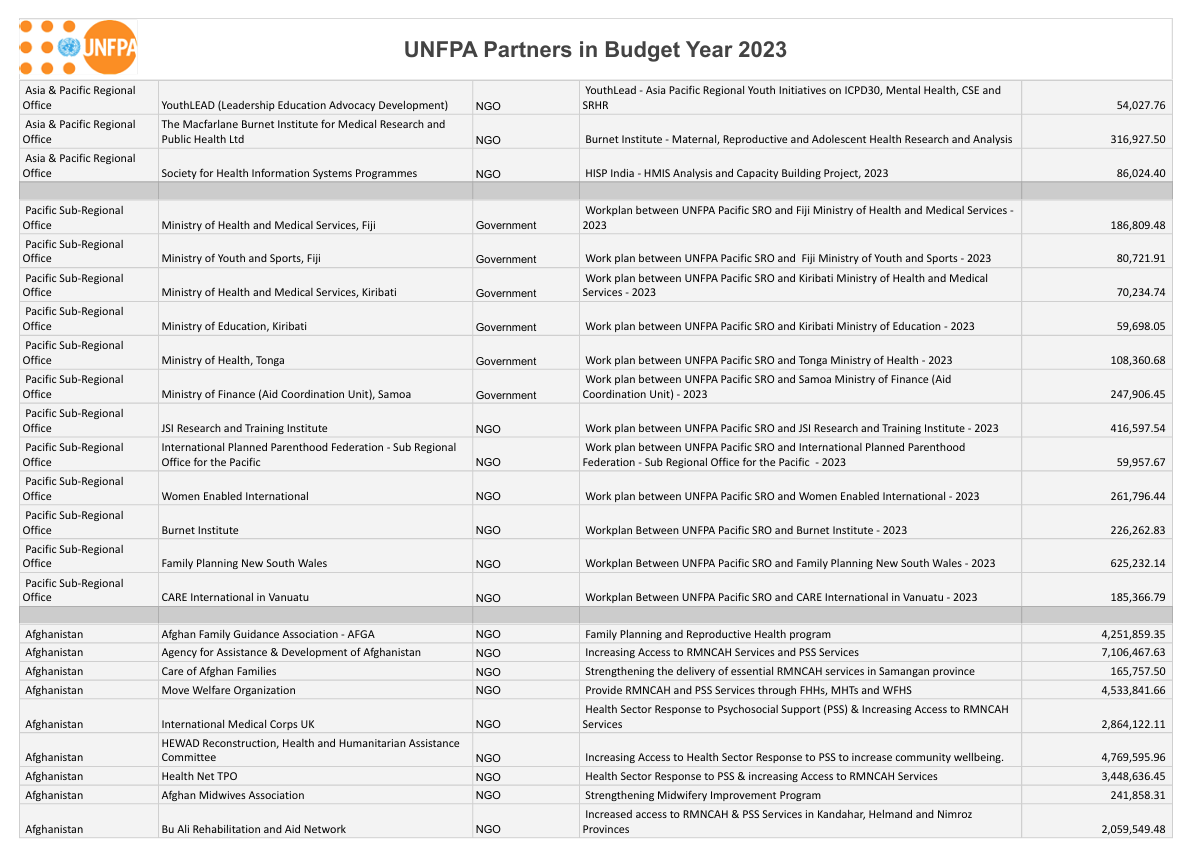 UNFPA
UNFPA Partners in Budget Year 2023
Asia & Pacific Regional
Office
YouthLEAD (Leadership Education Advocacy Development)
NGO
YouthLead - Asia Pacific Regional Youth Initiatives on ICPD30, Mental Health, CSE and
SRHR
54,027.76
Asia & Pacific Regional
Office
The Macfarlane Burnet Institute for Medical Research and
Public Health Ltd
NGO
Burnet Institute - Maternal, Reproductive and Adolescent Health Research and Analysis
316,927.50
Asia & Pacific Regional
Office
Society for Health Information Systems Programmes
NGO
HISP India - HMIS Analysis and Capacity Building Project, 2023
86,024.40
Pacific Sub-Regional
Office
Ministry of Health and Medical Services, Fiji
Government
Workplan between UNFPA Pacific SRO and Fiji Ministry of Health and Medical Services -
2023
186,809.48
Pacific Sub-Regional
Office
Ministry of Youth and Sports, Fiji
Government
Work plan between UNFPA Pacific SRO and  Fiji Ministry of Youth and Sports - 2023
80,721.91
Pacific Sub-Regional
Office
Ministry of Health and Medical Services, Kiribati
Government
Work plan between UNFPA Pacific SRO and Kiribati Ministry of Health and Medical
Services - 2023
70,234.74
Pacific Sub-Regional
Office
Ministry of Education, Kiribati
Government
Work plan between UNFPA Pacific SRO and Kiribati Ministry of Education - 2023
59,698.05
Pacific Sub-Regional
Office
Ministry of Health, Tonga
Government
Work plan between UNFPA Pacific SRO and Tonga Ministry of Health - 2023
108,360.68
Pacific Sub-Regional
Office
Ministry of Finance (Aid Coordination Unit), Samoa
Government
Work plan between UNFPA Pacific SRO and Samoa Ministry of Finance (Aid
Coordination Unit) - 2023
247,906.45
Pacific Sub-Regional
Office
JSI Research and Training Institute
NGO
Work plan between UNFPA Pacific SRO and JSI Research and Training Institute - 2023
416,597.54
Pacific Sub-Regional
Office
International Planned Parenthood Federation - Sub Regional
Office for the Pacific
NGO
Work plan between UNFPA Pacific SRO and International Planned Parenthood
Federation - Sub Regional Office for the Pacific  - 2023
59,957.67
Pacific Sub-Regional
Office
Women Enabled International
NGO
Work plan between UNFPA Pacific SRO and Women Enabled International - 2023
261,796.44
Pacific Sub-Regional
Office
Burnet Institute
NGO
Workplan Between UNFPA Pacific SRO and Burnet Institute - 2023
226,262.83
Pacific Sub-Regional
Office
Family Planning New South Wales
NGO
Workplan Between UNFPA Pacific SRO and Family Planning New South Wales - 2023
625,232.14
Pacific Sub-Regional
Office
CARE International in Vanuatu
NGO
Workplan Between UNFPA Pacific SRO and CARE International in Vanuatu - 2023
185,366.79
Afghanistan
Afghan Family Guidance Association - AFGA
NGO
Family Planning and Reproductive Health program
4,251,859.35
Afghanistan
Agency for Assistance & Development of Afghanistan
NGO
Increasing Access to RMNCAH Services and PSS Services
7,106,467.63
Afghanistan
Care of Afghan Families
NGO
Strengthening the delivery of essential RMNCAH services in Samangan province
165,757.50
Afghanistan
Move Welfare Organization
NGO
Provide RMNCAH and PSS Services through FHHs, MHTs and WFHS
4,533,841.66
Afghanistan
International Medical Corps UK
NGO
Health Sector Response to Psychosocial Support (PSS) & Increasing Access to RMNCAH
Services
2,864,122.11
Afghanistan
HEWAD Reconstruction, Health and Humanitarian Assistance
Committee
NGO
Increasing Access to Health Sector Response to PSS to increase community wellbeing.
4,769,595.96
Afghanistan
Health Net TPO
NGO
Health Sector Response to PSS & increasing Access to RMNCAH Services
3,448,636.45
Afghanistan
Afghan Midwives Association
NGO
Strengthening Midwifery Improvement Program
241,858.31
Afghanistan
Bu Ali Rehabilitation and Aid Network
NGO
Increased access to RMNCAH & PSS Services in Kandahar, Helmand and Nimroz
Provinces
2,059,549.48